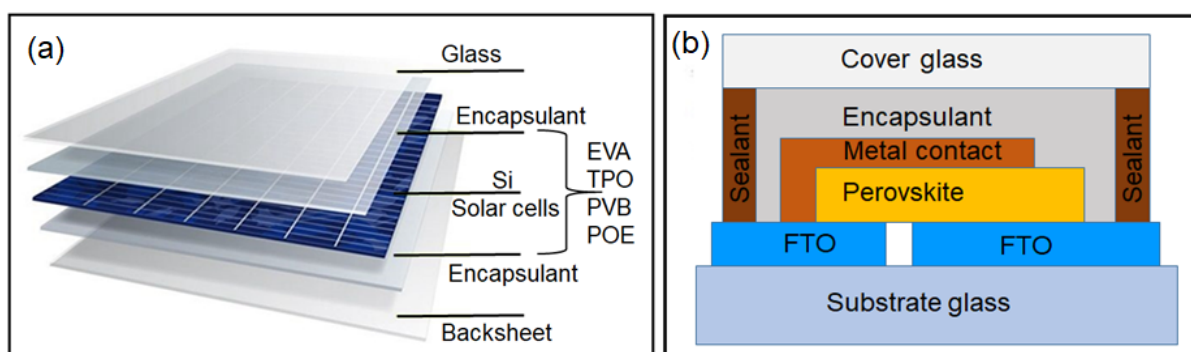 (a)
Glass
Encapsulant
EVA
TPO
PVB
POE
Si
Solar cells
Encapsulant
Backsheet
(b)
Cover glass
Encapsulant
Sealant
Metal contact
Sealant
Perovskite
FTO
FTO
Substrate glass